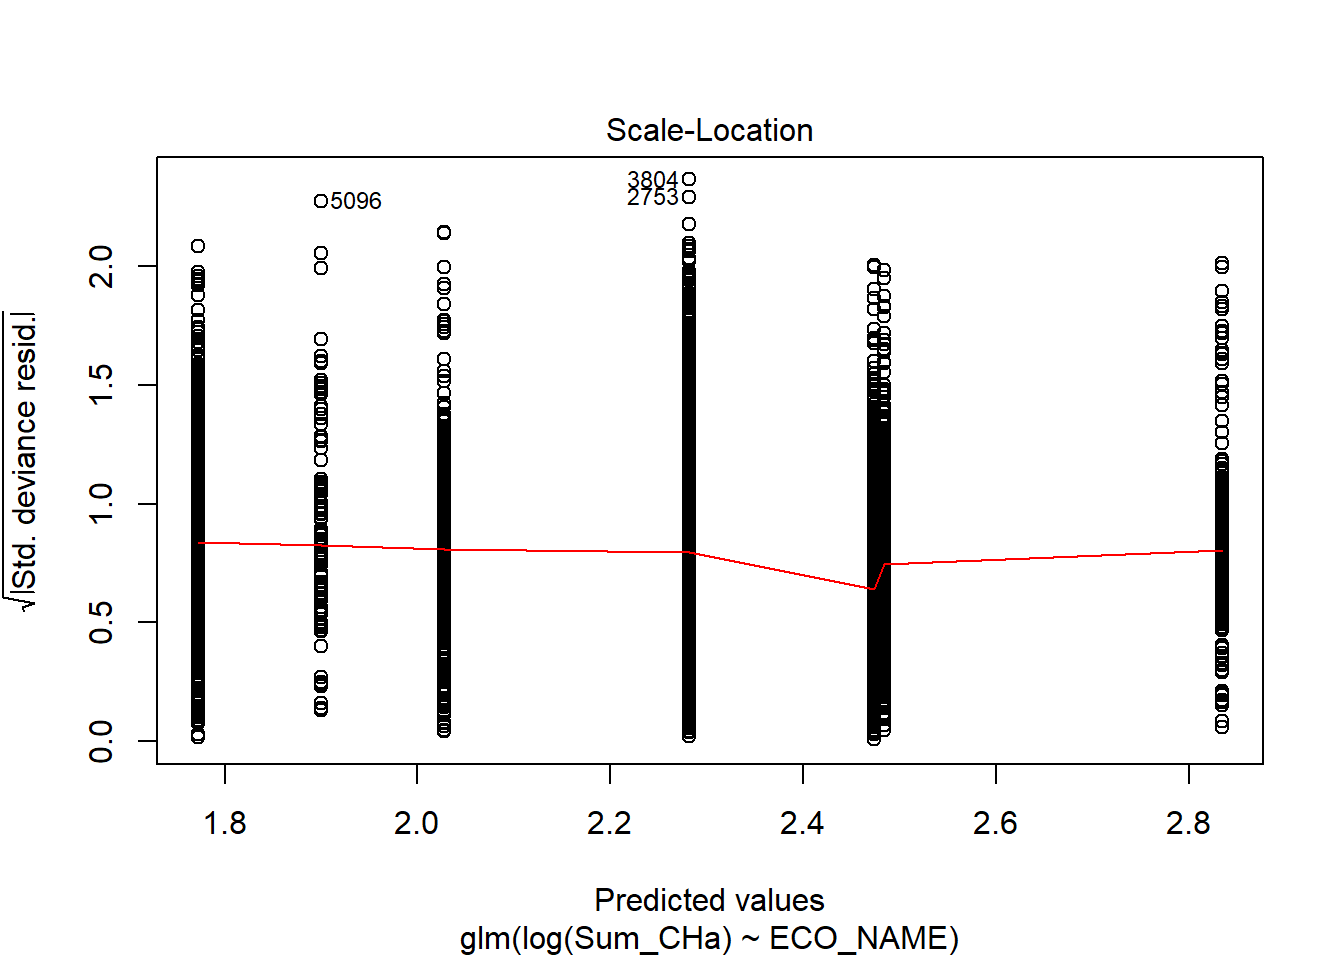 Scale-Location
3804
2753
5096
√|Std. deviance resid.|
2.0
1.5
1.0
0.5
0.0
1.8 2.0 2.2 2.4 2.6 2.8
Predicted values
glm(log(Sum_CHa) ~ ECO_NAME)